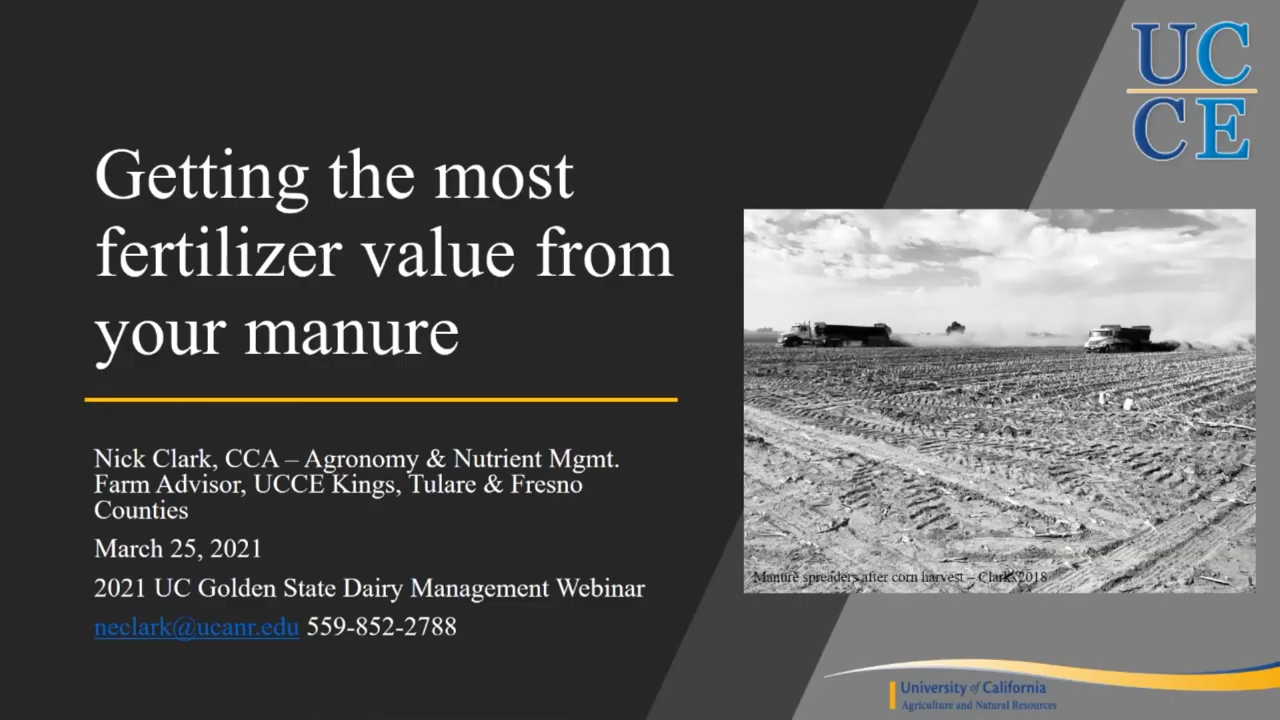 UC
CE
Getting the most
fertilizer value from
your manure
Nick Clark, CCA – Agronomy & Nutrient Mgmt.
Farm Advisor, UCCE Kings, Tulare & Fresno
Counties
March 25, 2021
2021 UC Golden State Dairy Management Webinar
neclark@ucanr.edu 559-852-2788
Manure spreaders after corn harvest – Clark 2018
University of California
Agriculture and Natural Resources